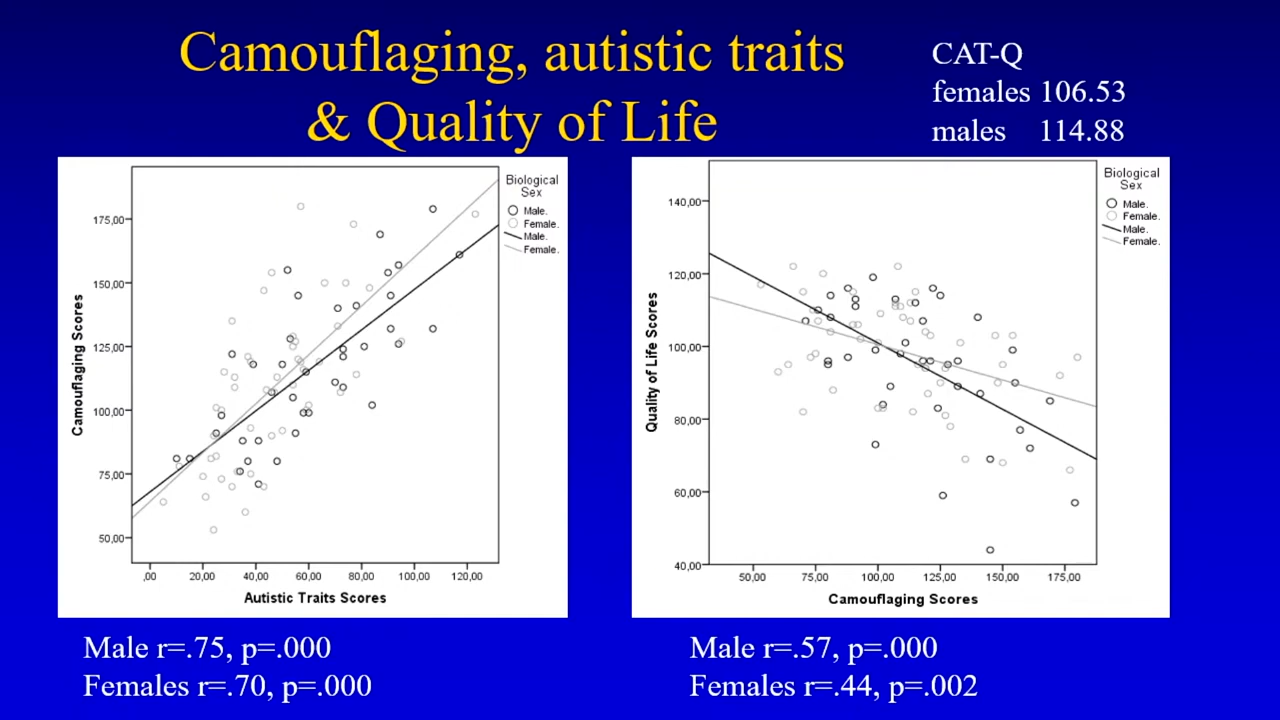 Camouflaging, autistic traits
& Quality of Life
CAT-Q
females 106.53
males 114.88
Camouflaging Scores
175,00
150,00
125,00
100,00
75,00
50,00
,00 20,00 40,00 60,00 80,00 100,00 120,00
Autistic Traits Scores
Biological
Sex
Male.
Female.
Male.
Female.
Quality of Life Scores
140,00
120,00
100,00
80,00
60,00
40,00
50,00 75,00 100,00 125,00 150,00 175,00
Camouflaging Scores
Biological
Sex
Male.
Female.
Male.
Female.
Male r=.75, p=.000
Females r=.70, p=.000
Male r=.57, p=.000
Females r=.44, p=.002